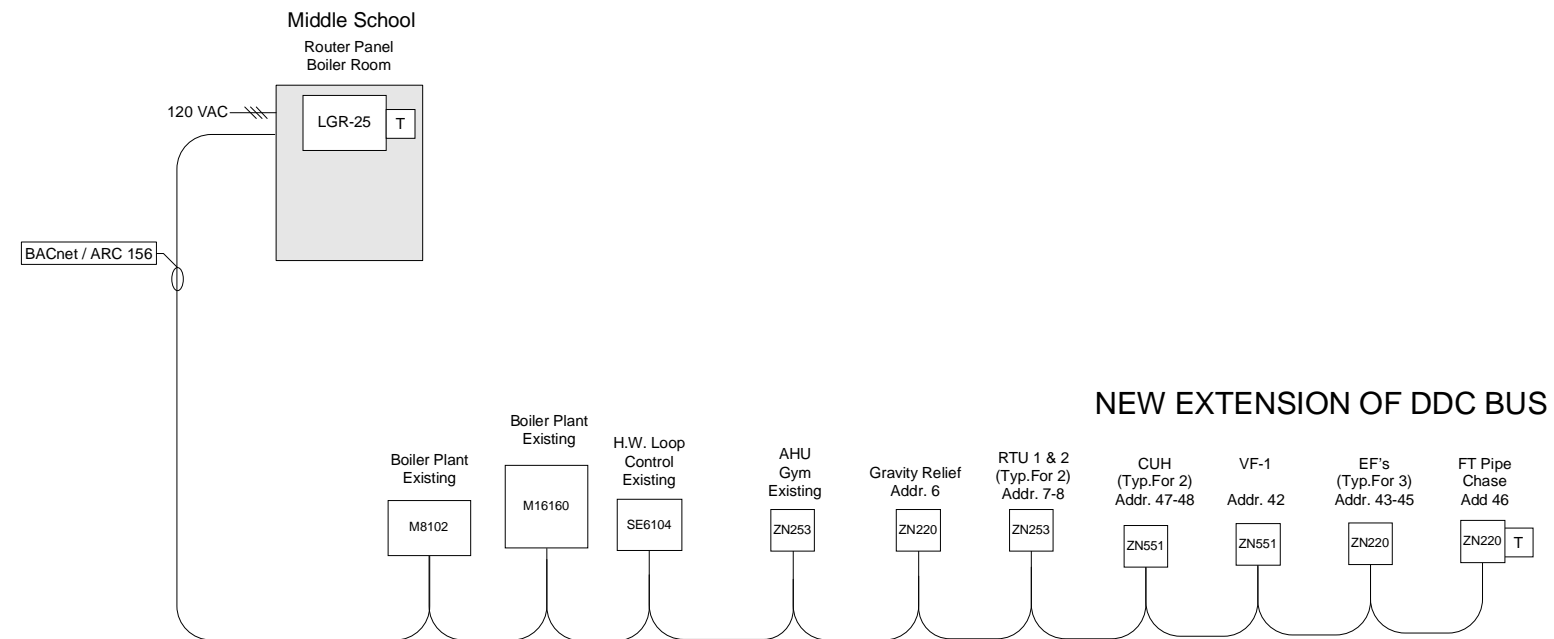 Middle School
Router Panel
Boiler Room
120 VAC
LGR-25
T
BACnet / ARC 156
NEW EXTENSION OF DDC BUS
Boiler Plant
Existing
M8102
Boiler Plant
Existing
M16160
H.W. Loop
Control
Existing
SE6104
AHU
Gym
Existing
ZN253
Gravity Relief
Addr. 6
ZN220
RTU 1 & 2
(Typ.For 2)
Addr. 7-8
ZN253
CUH
(Typ.For 2)
Addr. 47-48
ZN551
VF-1
Addr. 42
ZN551
EF's
(Typ.For 3)
Addr. 43-45
ZN220
FT Pipe
Chase
Add 46
ZN220
T